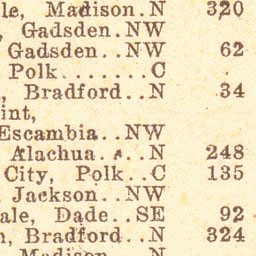 le, Madison..N 320
, Gadsden.NW
Gadsden..NW 62
Polk.......C
, Bradford..N 34
int,
Escambia..NW
Alachua....N 248
City, Polk..C 135
, Jackson..NW
ale, Dade..SE 92
n, Bradford..N 324
Madison...N